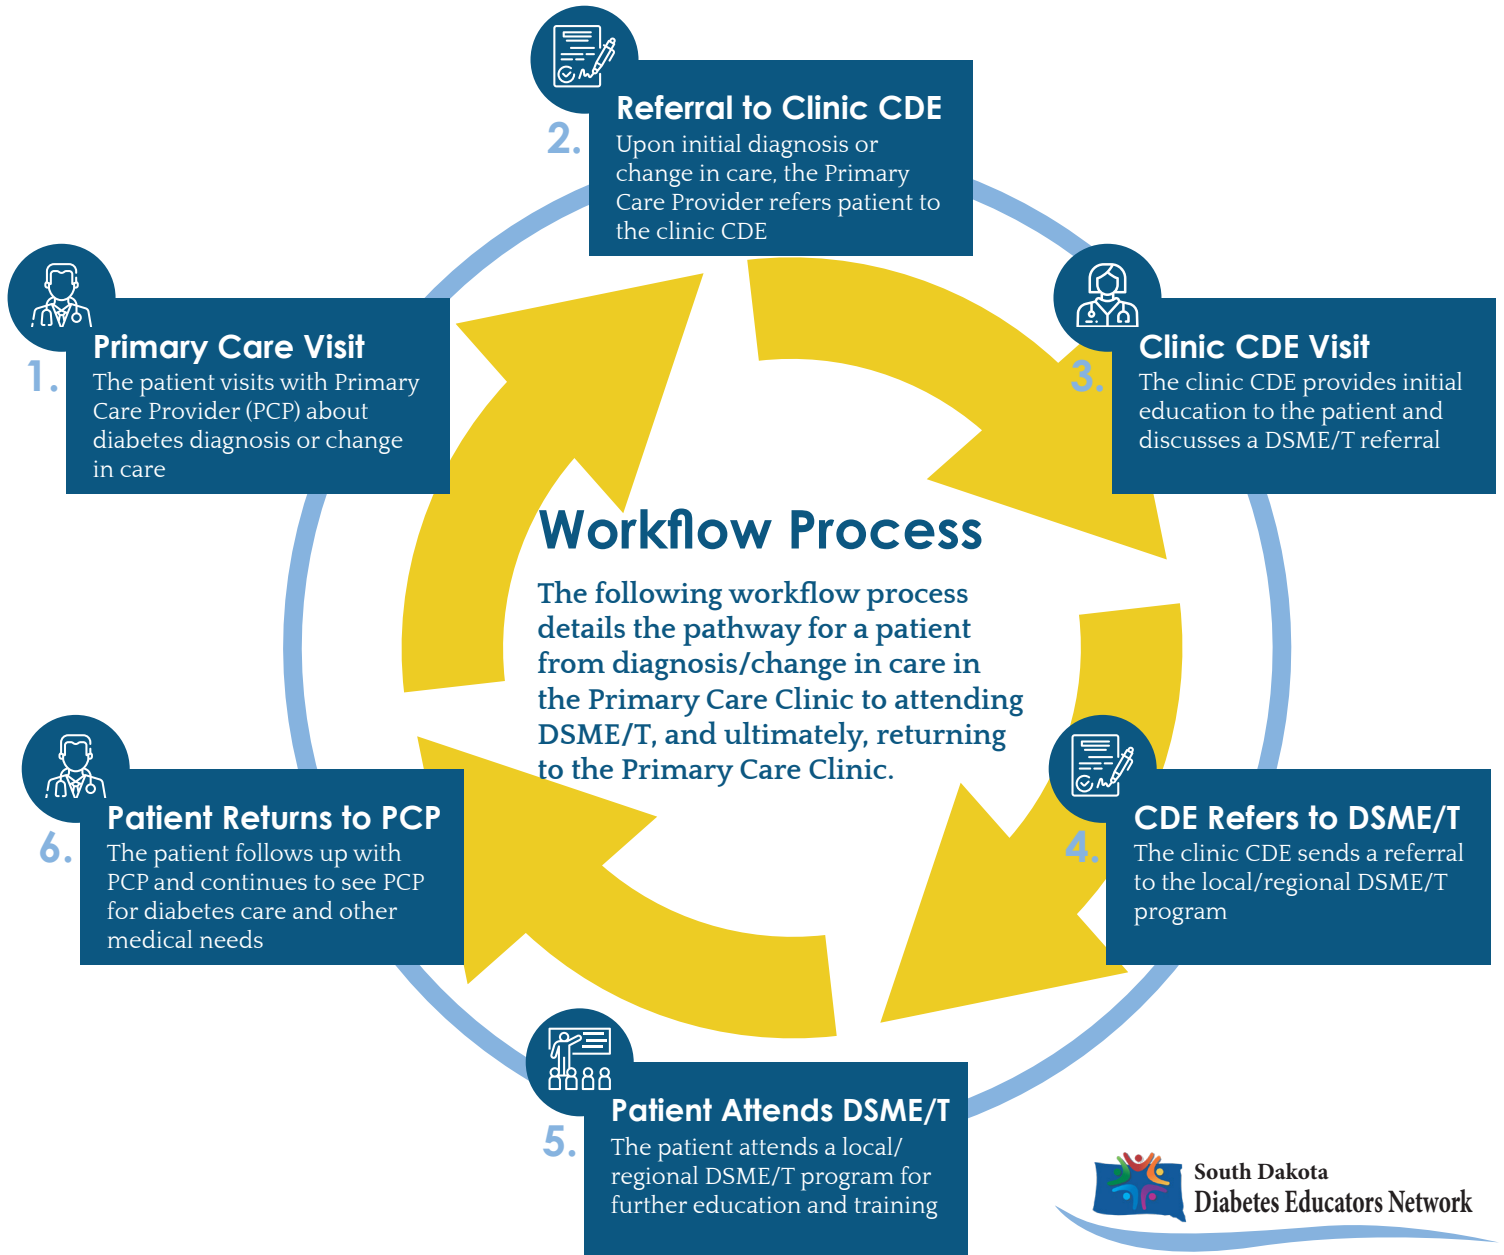 2.
Referral to Clinic CDE
Upon initial diagnosis or
change in care, the Primary
Care Provider refers patient to
the clinic CDE
1.
Primary Care Visit
The patient visits with Primary
Care Provider (PCP) about
diabetes diagnosis or change
in care
3.
Clinic CDE Visit
The clinic CDE provides initial
education to the patient and
discusses a DSME/T referral
Workflow Process
The following workflow process
details the pathway for a patient
from diagnosis/change in care in
the Primary Care Clinic to attending
DSME/T, and ultimately, returning
to the Primary Care Clinic.
4.
CDE Refers to DSME/T
The clinic CDE sends a referral
to the local/regional DSME/T
program
6.
Patient Returns to PCP
The patient follows up with
PCP and continues to see PCP
for diabetes care and other
medical needs
5.
Patient Attends DSME/T
The patient attends a local/
regional DSME/T program for
further education and training
South Dakota
Diabetes Educators Network